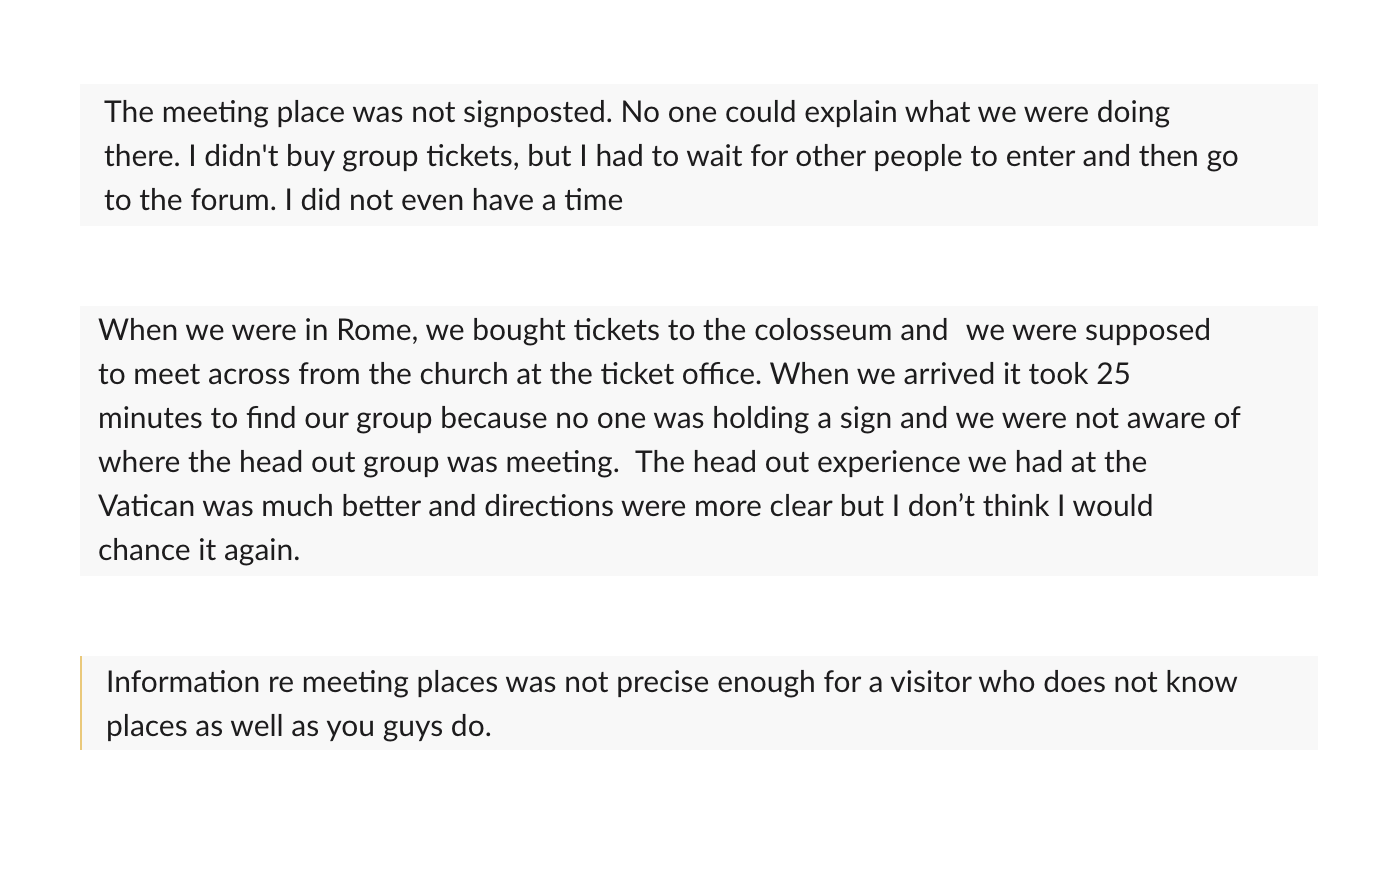 The meeting place was not signposted. No one could explain what we were doing
there. I didn't buy group tickets, but I had to wait for other people to enter and then go
to the forum. I did not even have a time
When we were in Rome, we bought tickets to the colosseum and  we were supposed
to meet across from the church at the ticket office. When we arrived it took 25
minutes to find our group because no one was holding a sign and we were not aware of
where the head out group was meeting.  The head out experience we had at the
Vatican was much better and directions were more clear but I don’t think I would
chance it again.
Information re meeting places was not precise enough for a visitor who does not know
places as well as you guys do.